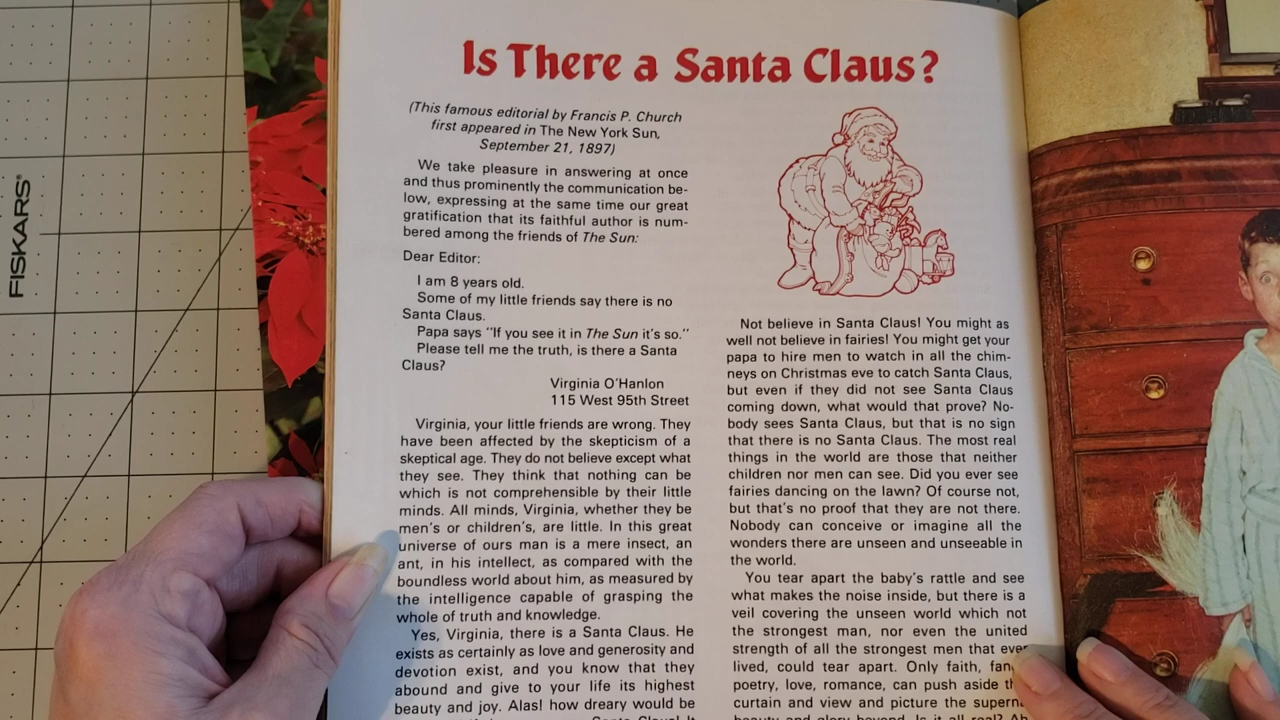 FISKARS®
Is There a Santa Claus?
(This famous editorial by Francis P. Church
first appeared in The New York Sun,
September 21, 1897)
We take pleasure in answering at once
and thus prominently the communication be-
low, expressing at the same time our great
gratification that its faithful author is num-
bered among the friends of The Sun:
Dear Editor:
I am 8 years old.
Some of my little friends say there is no
Santa Claus.
Papa says "If you see it in The Sun it's so."
Please tell me the truth, is there a Santa
Claus?
Virginia O'Hanlon
115 West 95th Street
Virginia, your little friends are wrong. They
have been affected by the skepticism of a
skeptical age. They do not believe except what
they see. They think that nothing can be
which is not comprehensible by their little
minds. All minds, Virginia, whether they be
men's or children's, are little. In this great
universe of ours man is a mere insect, an
ant, in his intellect, as compared with the
boundless world about him, as measured by
the intelligence capable of grasping the
whole of truth and knowledge.
Yes, Virginia, there is a Santa Claus. He
exists as certainly as love and generosity and
devotion exist, and you know that they
abound and give to your life its highest
beauty and joy. Alas! how dreary would be
Santa Claus! It
Not believe in Santa Claus! You might as
well not believe in fairies! You might get your
papa to hire men to watch in all the chim-
neys on Christmas eve to catch Santa Claus,
but even if they did not see Santa Claus
coming down, what would that prove? No-
body sees Santa Claus, but that is no sign
that there is no Santa Claus. The most real
things in the world are those that neither
children nor men can see. Did you ever see
fairies dancing on the lawn? Of course not,
but that's no proof that they are not there.
Nobody can conceive or imagine all the
wonders there are unseen and unseeable in
the world.
You tear apart the baby's rattle and see
what makes the noise inside, but there is a
veil covering the unseen world which not
the strongest man, nor even the united
strength of all the strongest men that ever
lived, could tear apart. Only faith,
poetry, love, romance, can push aside
curtain and view and picture the
beauty and glory beyond. Is it all real?